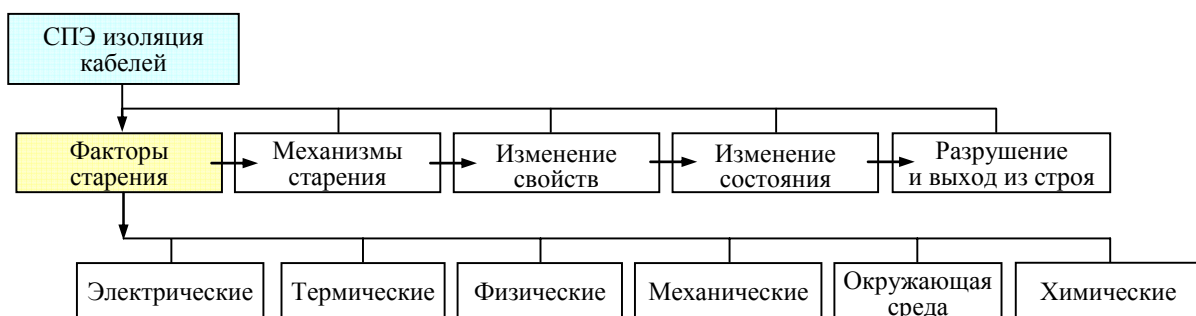 СПЭ изоляция
кабелей
Факторы
старения
Механизмы
старения
Изменение
свойств
Изменение
состояния
Разрушение
и выход из строя
Электрические
Термические
Физические
Механические
Окружающая
среда
Химические